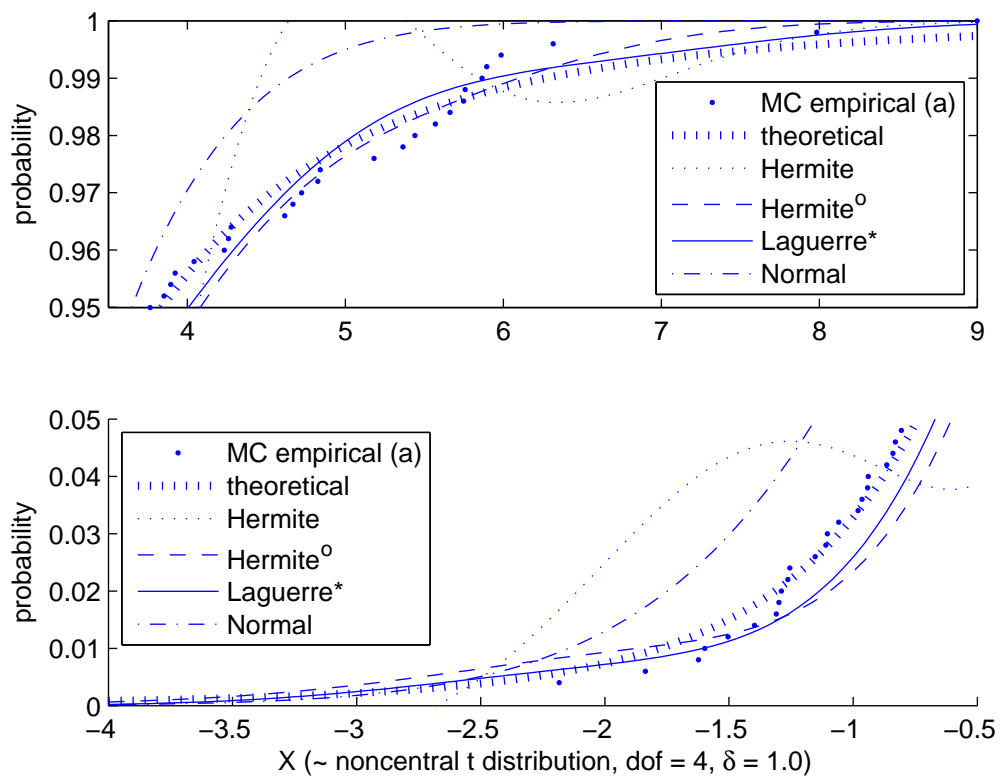 1
0.99
0.98
0.97
0.96
0.95
probability
4 5 6 7 8 9
MC empirical (a)
theoretical
Hermite
Hermite^o
Laguerre*
Normal
0.05
0.04
0.03
0.02
0.01
0
probability
MC empirical (a)
theoretical
Hermite
Hermite^o
Laguerre*
Normal
−4 −3.5 −3 −2.5 −2 −1.5 −1 −0.5
X (~ noncentral t distribution, dof = 4, δ = 1.0)